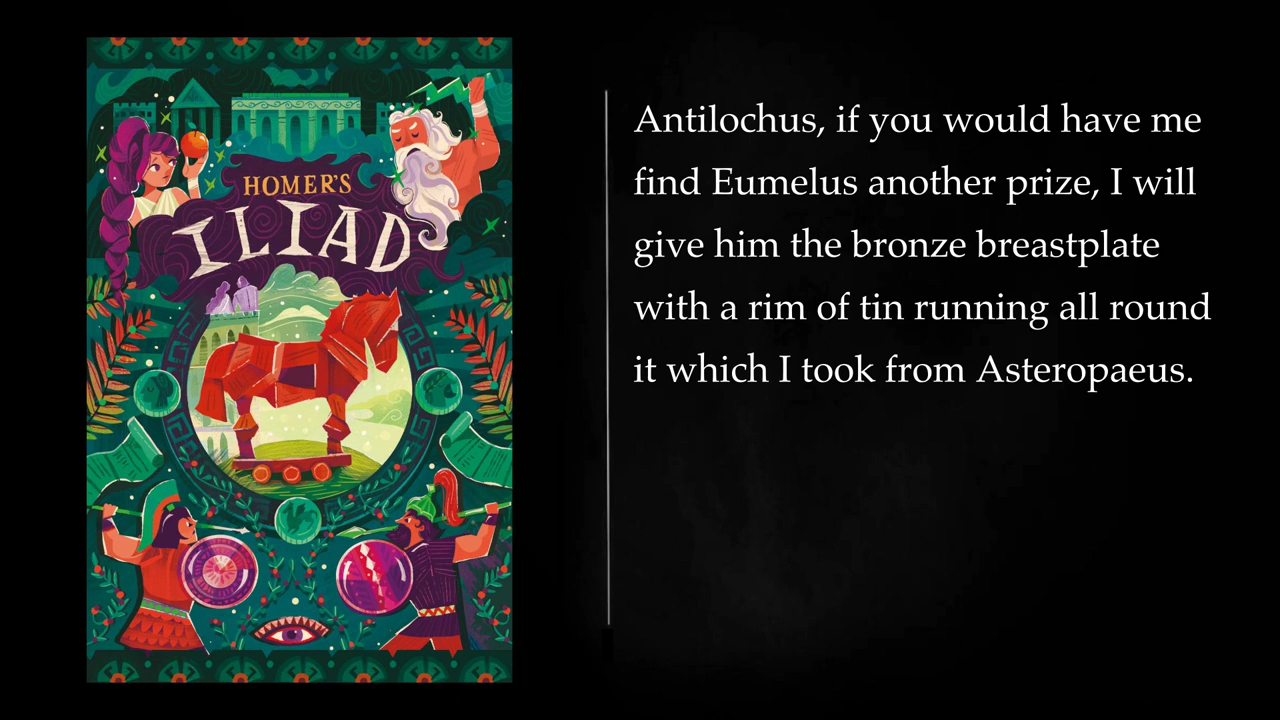 HOMER'S
ILIAD
Antilochus, if you would have me
find Eumelus another prize, I will
give him the bronze breastplate
with a rim of tin running all round
it which I took from Asteropaeus.